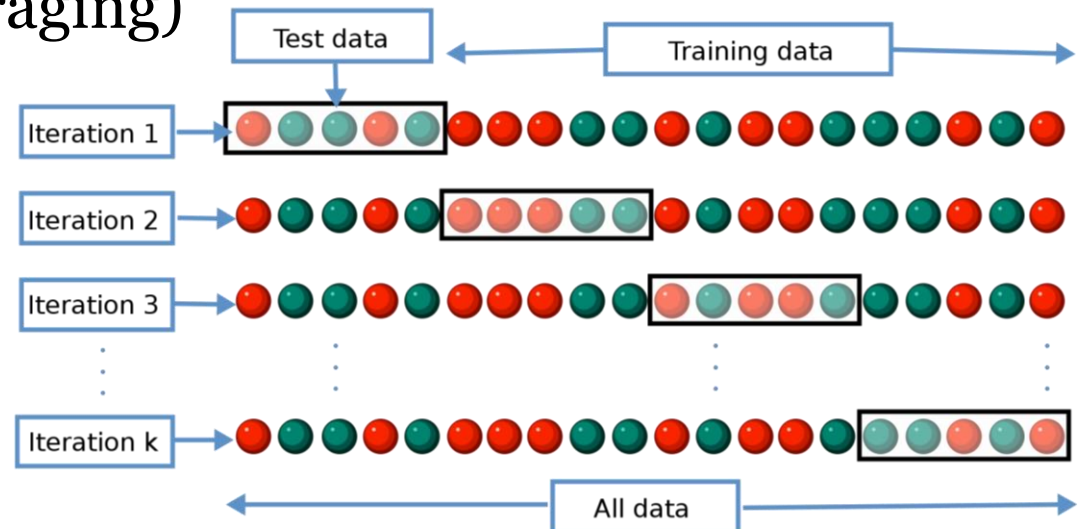 raging)
Test data
Training data
Iteration 1
Iteration 2
Iteration 3
Iteration k
All data